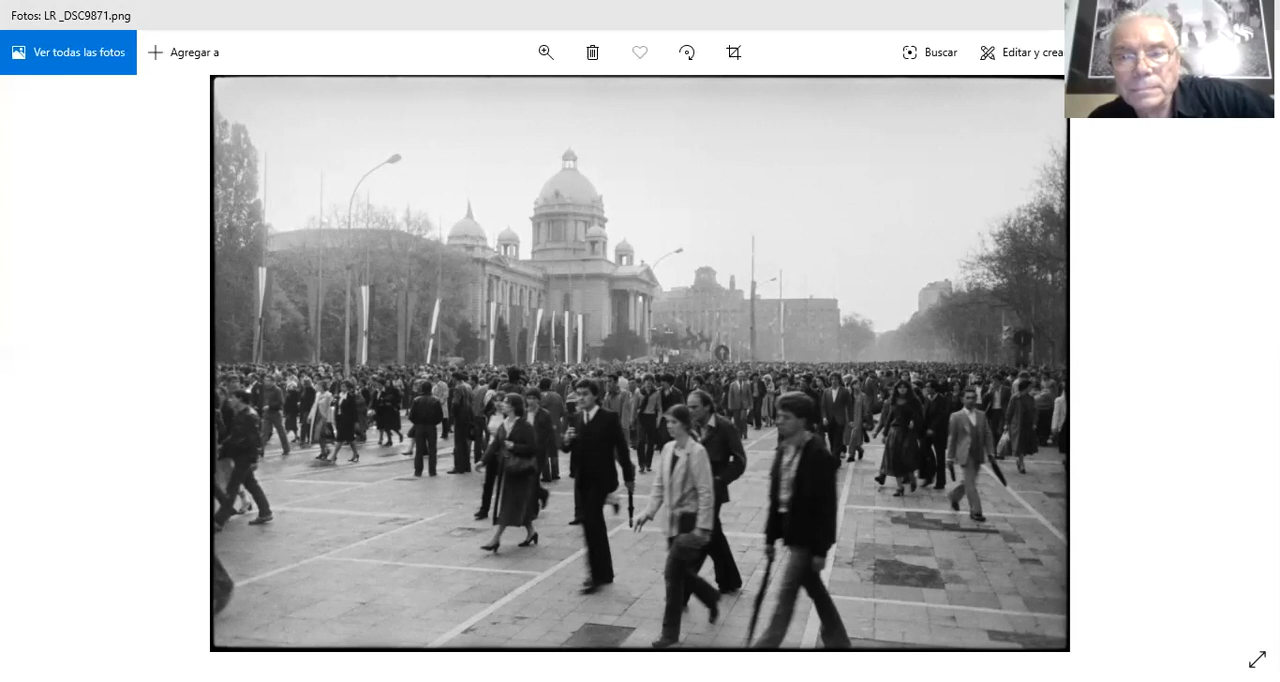 Fotos: LR _DSC9871.png
Ver todas las fotos
Agregar a
Buscar
Editar y crea